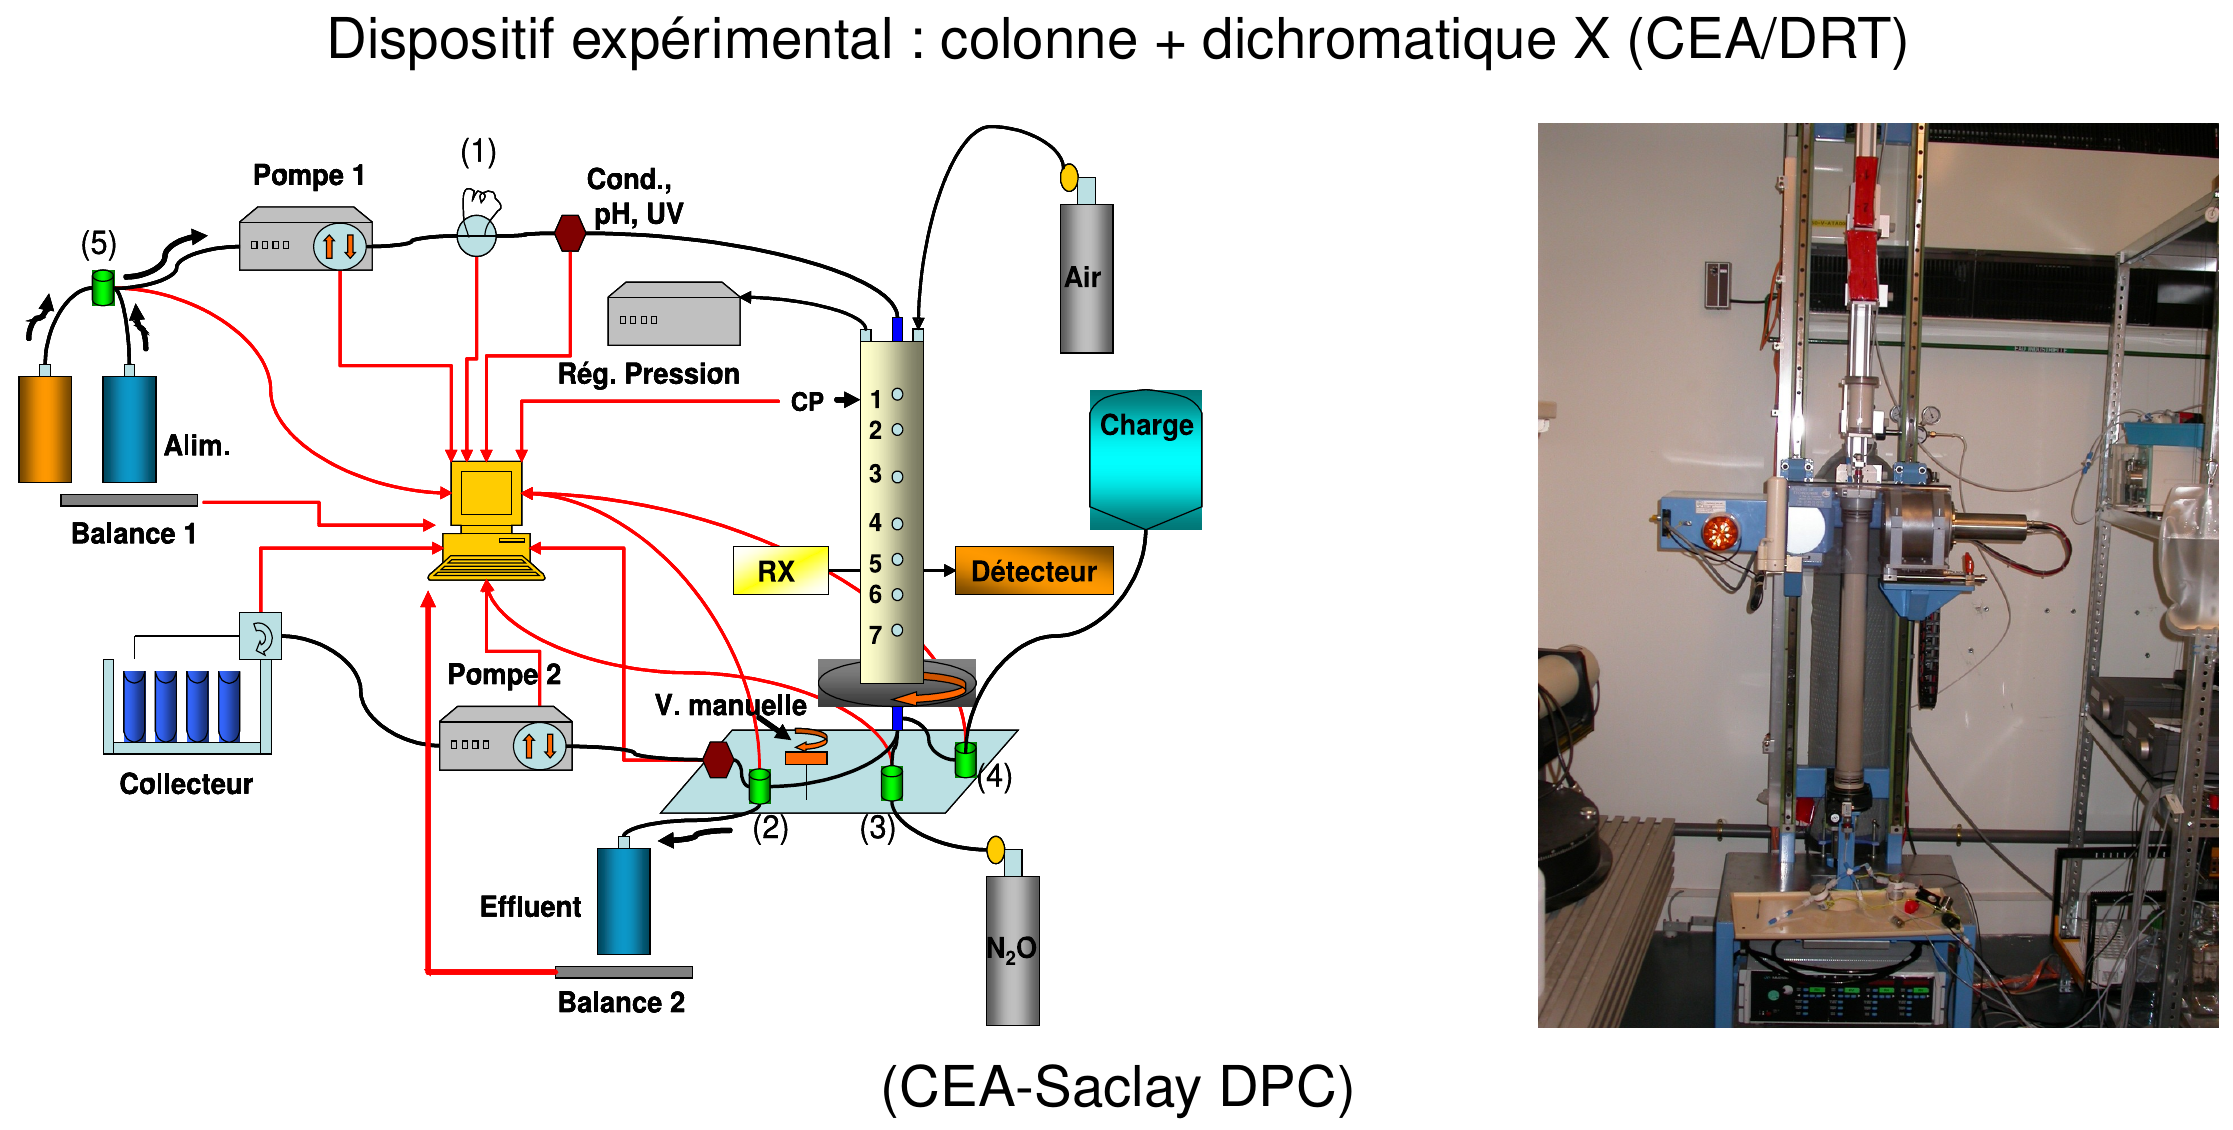 Dispositif expérimental : colonne + dichromatique X (CEA/DRT)
(1)
Pompe 1
Cond.,
pH, UV
(5)
Air
Rég. Pression
CP
1
2
3
4
5
6
7
Charge
Alim.
Balance 1
RX
Détecteur
Pompe 2
V. manuelle
Collecteur
(4)
(2)
(3)
Effluent
N₂O
Balance 2
(CEA-Saclay DPC)